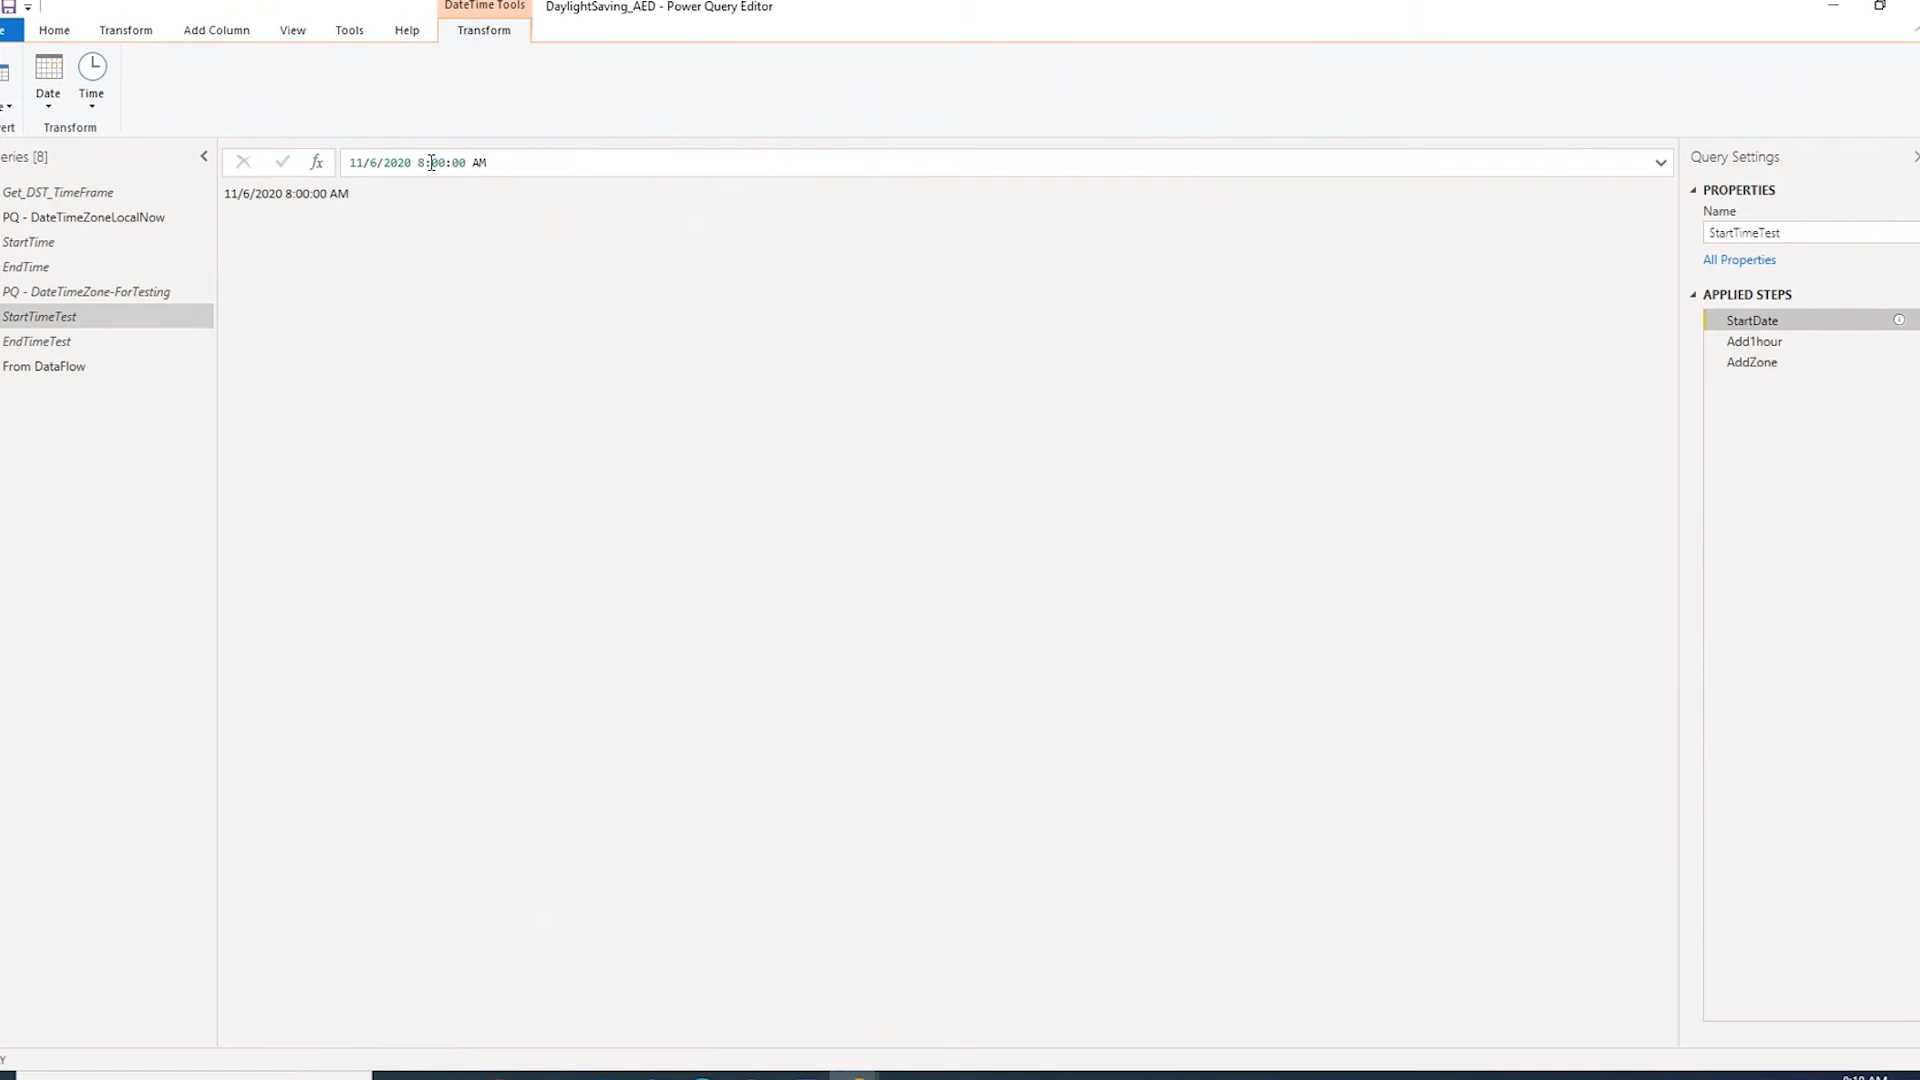 DateTime Tools
DaylightSaving_AED - Power Query Editor
Home
Transform
Add Column
View
Tools
Help
Transform
Date
Time
Transform
eries [8]
fx
11/6/2020 8:00:00 AM
11/6/2020 8:00:00 AM
Get_DST_TimeFrame
PQ - DateTimeZoneLocalNow
StartTime
EndTime
PQ - DateTimeZone-ForTesting
StartTimeTest
EndTimeTest
From DataFlow
Query Settings
PROPERTIES
Name
StartTimeTest
All Properties
APPLIED STEPS
StartDate
Add1hour
AddZone